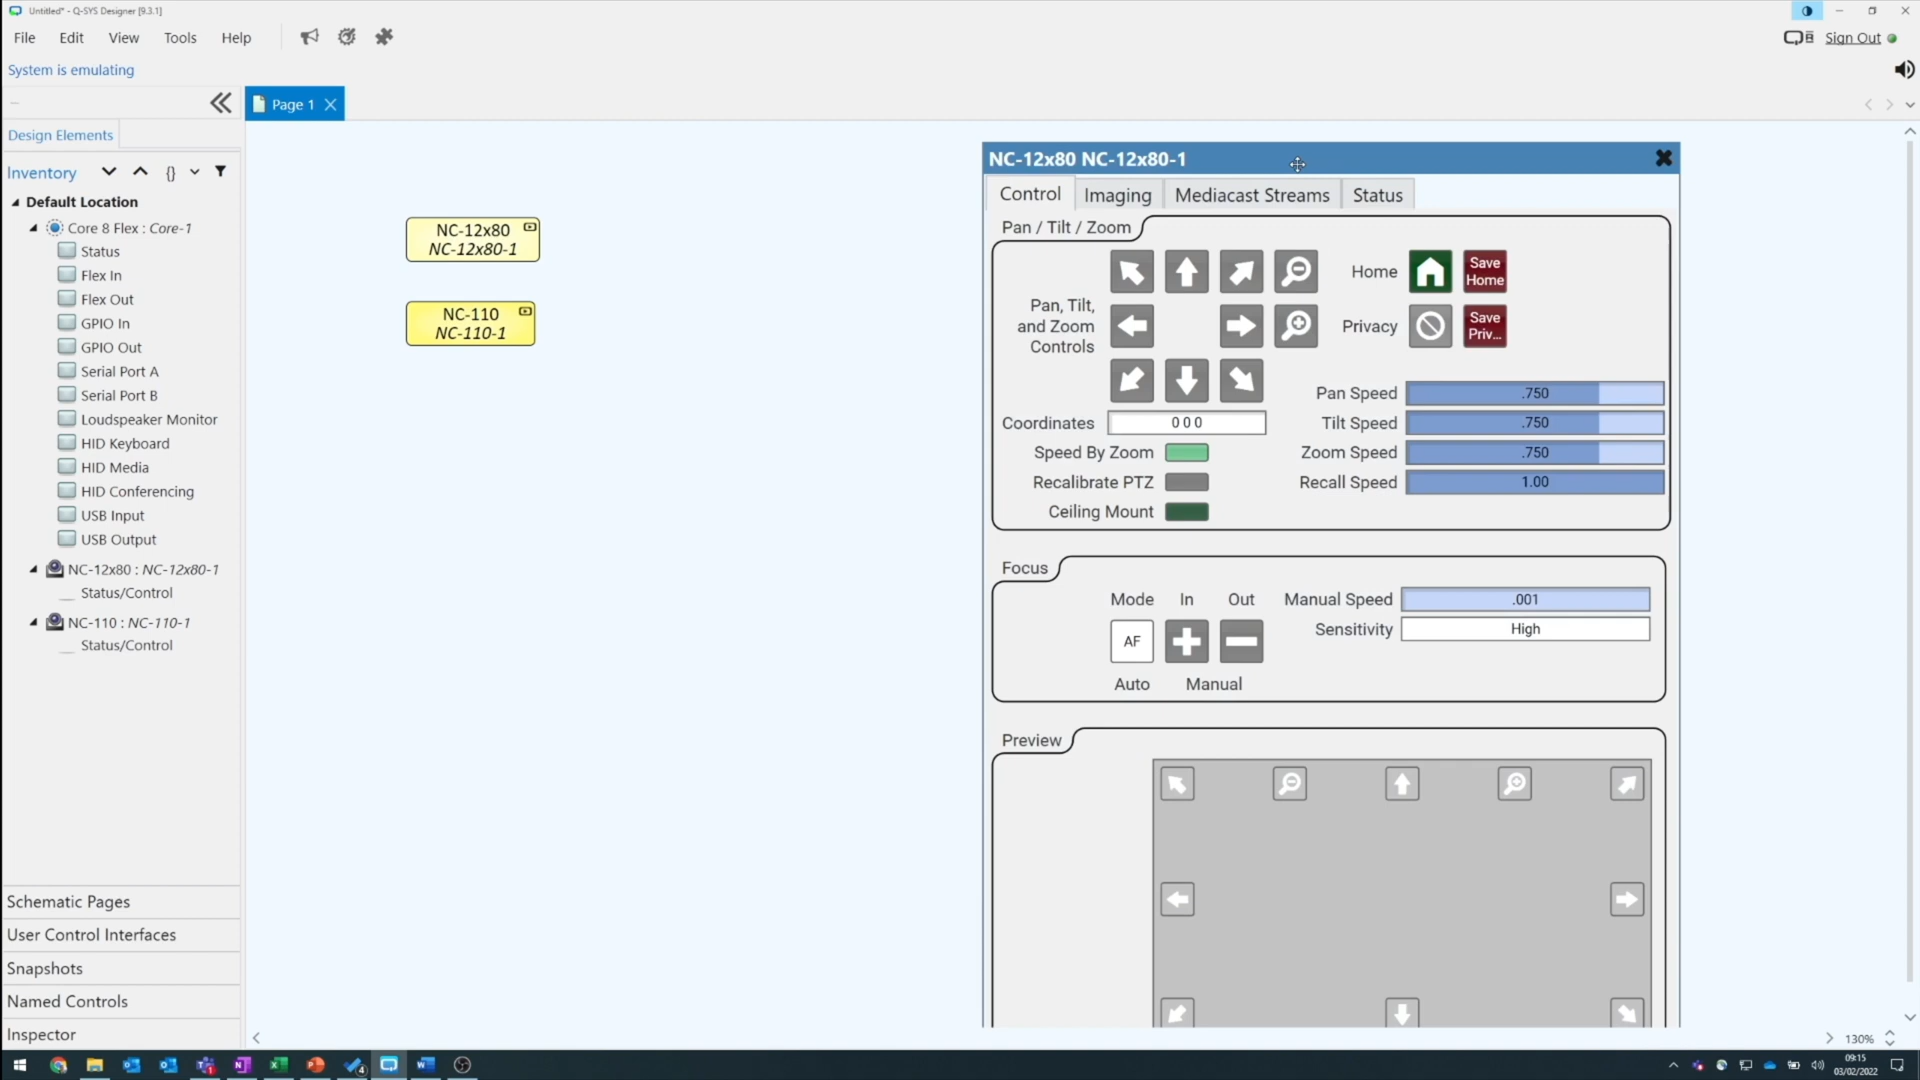 Untitled* - Q-SYS Designer [9.3.1]
File Edit View Tools Help
Sign Out
System is emulating
Page 1
Design Elements
Inventory {}
Default Location
Core 8 Flex : Core-1
Status
Flex In
Flex Out
GPIO In
GPIO Out
Serial Port A
Serial Port B
Loudspeaker Monitor
HID Keyboard
HID Media
HID Conferencing
USB Input
USB Output
NC-12x80 : NC-12x80-1
Status/Control
NC-110 : NC-110-1
Status/Control
Schematic Pages
User Control Interfaces
Snapshots
Named Controls
Inspector
NC-12x80
NC-12x80-1
NC-110
NC-110-1
NC-12x80 NC-12x80-1
Control Imaging Mediacast Streams Status
Pan / Tilt / Zoom
Pan, Tilt,
and Zoom
Controls
Home
Save
Home
Privacy
Save
Priv...
Coordinates 0 0 0
Speed By Zoom
Recalibrate PTZ
Ceiling Mount
Pan Speed .750
Tilt Speed .750
Zoom Speed .750
Recall Speed 1.00
Focus
Mode In Out
AF
Auto Manual
Manual Speed .001
Sensitivity High
Preview
130%
4
09:15
03/02/2022